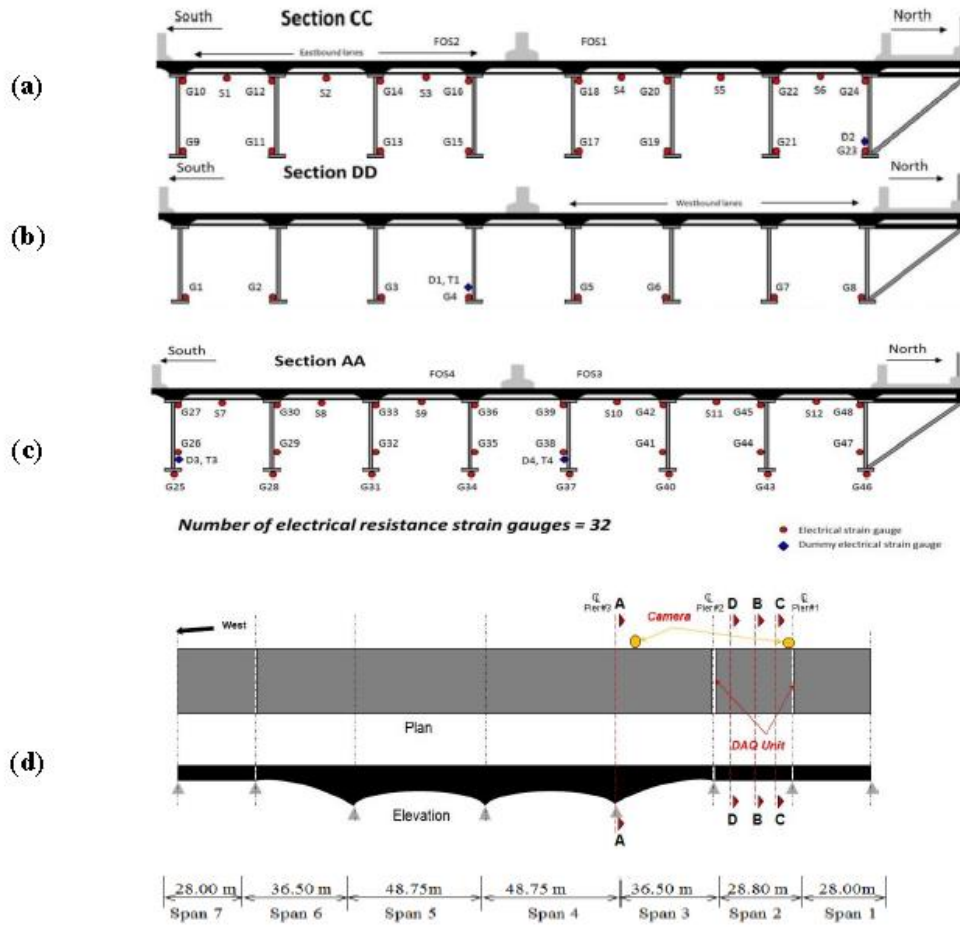 South
Section CC
North
Eastbound lanes
FOS2
FOS1
(a)
G10 S1 G12 S2 G14 S3 G16 G18 S4 G20 S5 G22 S6 G24
D2
G9 G11 G13 G15 G17 G19 G21 G23
South
Section DD
North
Westbound lanes
(b)
D1, T1
G1 G2 G3 G4 G5 G6 G7 G8
South
Section AA
North
FOS4
FOS3
(c)
G27 S7 G30 S8 G33 S9 G36 G39 S10 G42 S11 G45 S12 G48
G26 G29 G32 G35 G38 G41 G44 G47
D3, T3
D4, T4
G25 G28 G31 G34 G37 G40 G43 G46
Number of electrical resistance strain gauges = 32
Electrical strain gauge
Dummy electrical strain gauge
℄ Pier#3
A
℄ Pier#2
D B C
℄ Pier#1
Camera
West
Plan
DAQ Unit
(d)
Elevation
A
D B C
28.00 m 36.50 m 48.75m 48.75 m 36.50 m 28.80 m 28.00m
Span 7 Span 6 Span 5 Span 4 Span 3 Span 2 Span 1